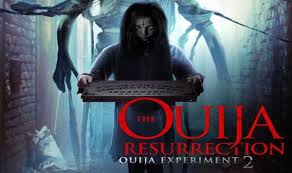 THE
OUIJA
RESURRECTION
OUIJA EXPERIMENT 2